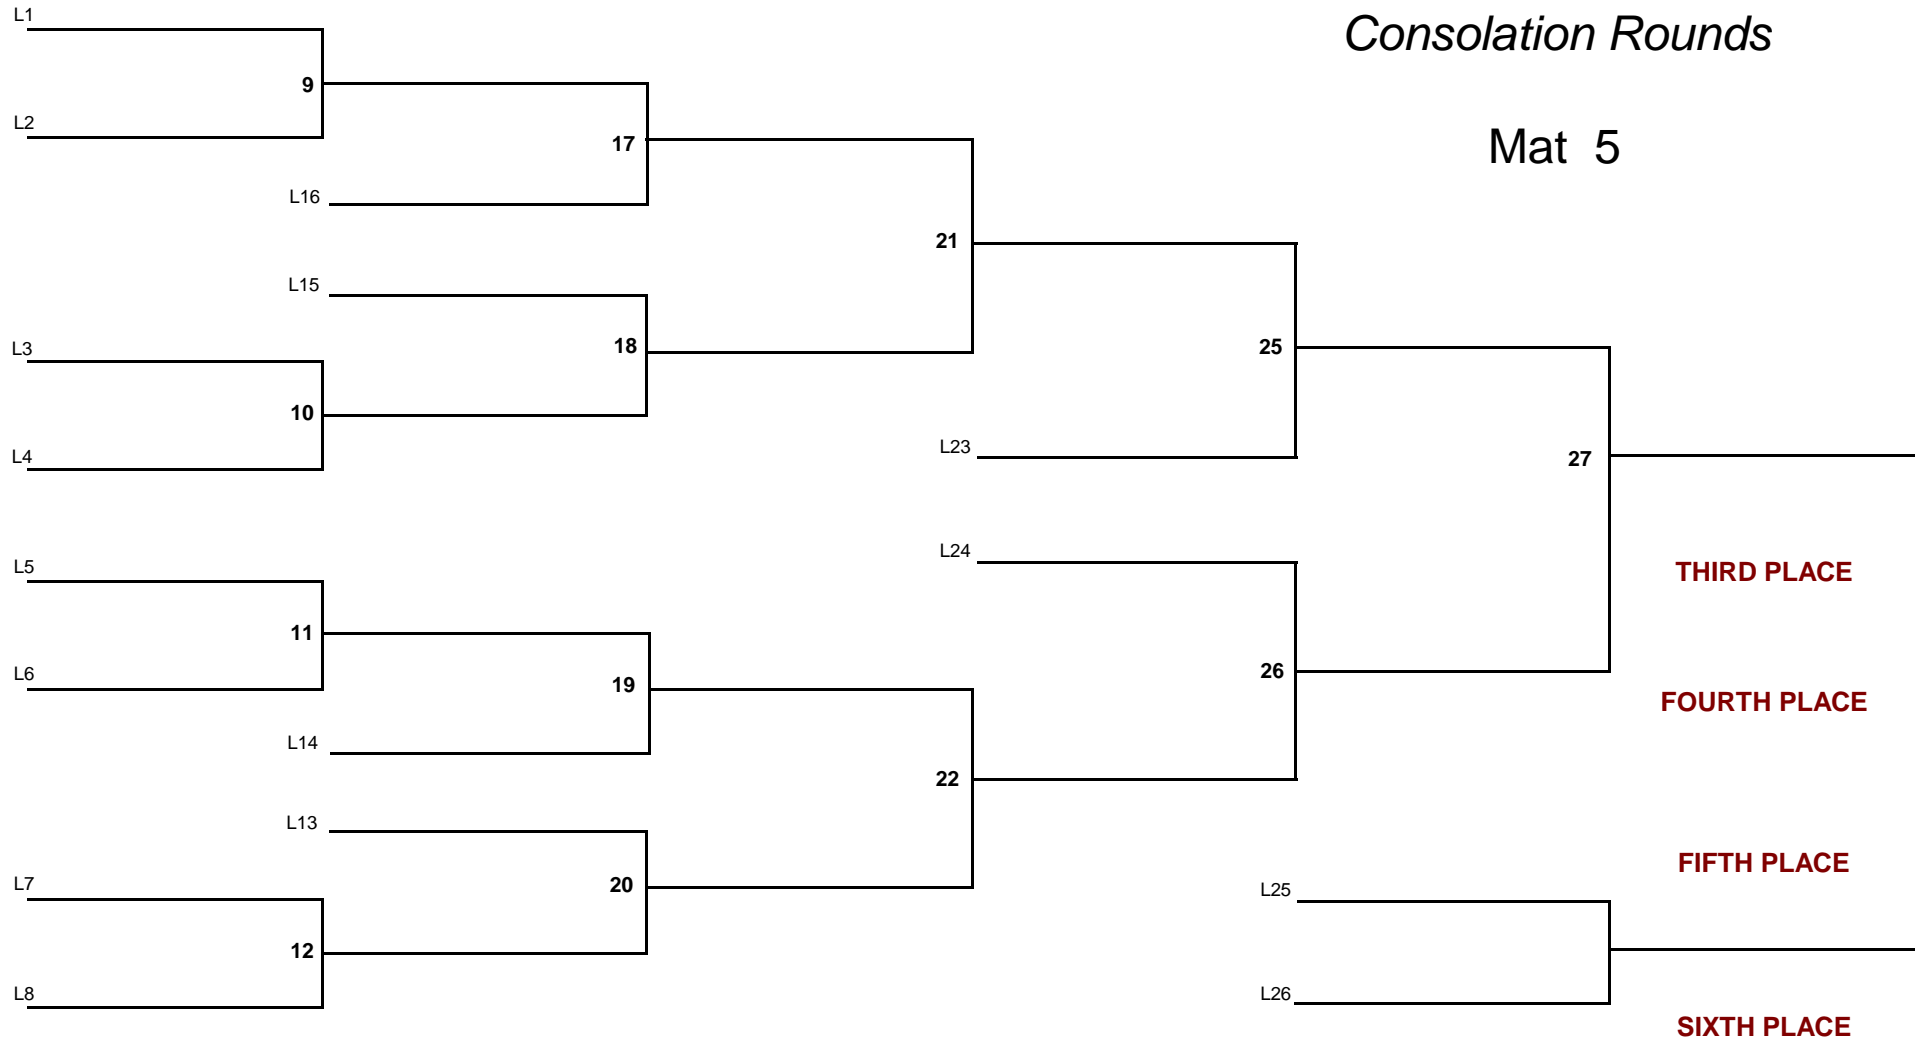 L1
Consolation Rounds
9
L2
Mat 5
17
L16
21
L15
L3
18
25
10
L23
L4
27
L24
L5
THIRD PLACE
11
L6
26
19
FOURTH PLACE
L14
22
L13
FIFTH PLACE
L7
20
L25
12
L8
L26
SIXTH PLACE